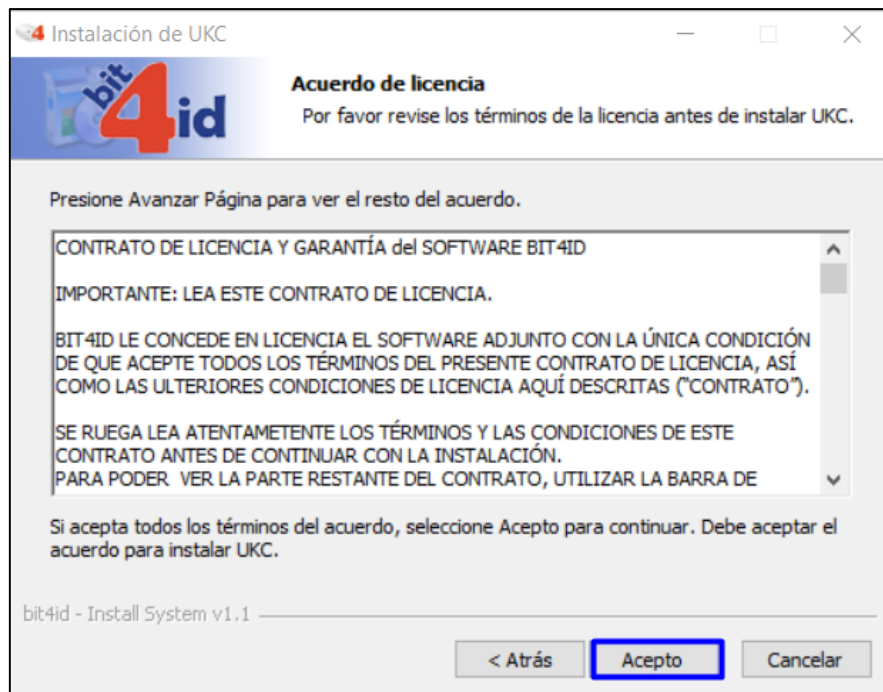 Instalación de UKC
bit4id
Acuerdo de licencia
Por favor revise los términos de la licencia antes de instalar UKC.
Presione Avanzar Página para ver el resto del acuerdo.
CONTRATO DE LICENCIA Y GARANTÍA del SOFTWARE BIT4ID
IMPORTANTE: LEA ESTE CONTRATO DE LICENCIA.
BIT4ID LE CONCEDE EN LICENCIA EL SOFTWARE ADJUNTO CON LA ÚNICA CONDICIÓN
DE QUE ACEPTE TODOS LOS TÉRMINOS DEL PRESENTE CONTRATO DE LICENCIA, ASÍ
COMO LAS ULTERIORES CONDICIONES DE LICENCIA AQUÍ DESCRITAS ("CONTRATO").
SE RUEGA LEA ATENTAMETENTE LOS TÉRMINOS Y LAS CONDICIONES DE ESTE
CONTRATO ANTES DE CONTINUAR CON LA INSTALACIÓN.
PARA PODER  VER LA PARTE RESTANTE DEL CONTRATO, UTILIZAR LA BARRA DE
Si acepta todos los términos del acuerdo, seleccione Acepto para continuar. Debe aceptar el
acuerdo para instalar UKC.
bit4id - Install System v1.1
< Atrás
Acepto
Cancelar